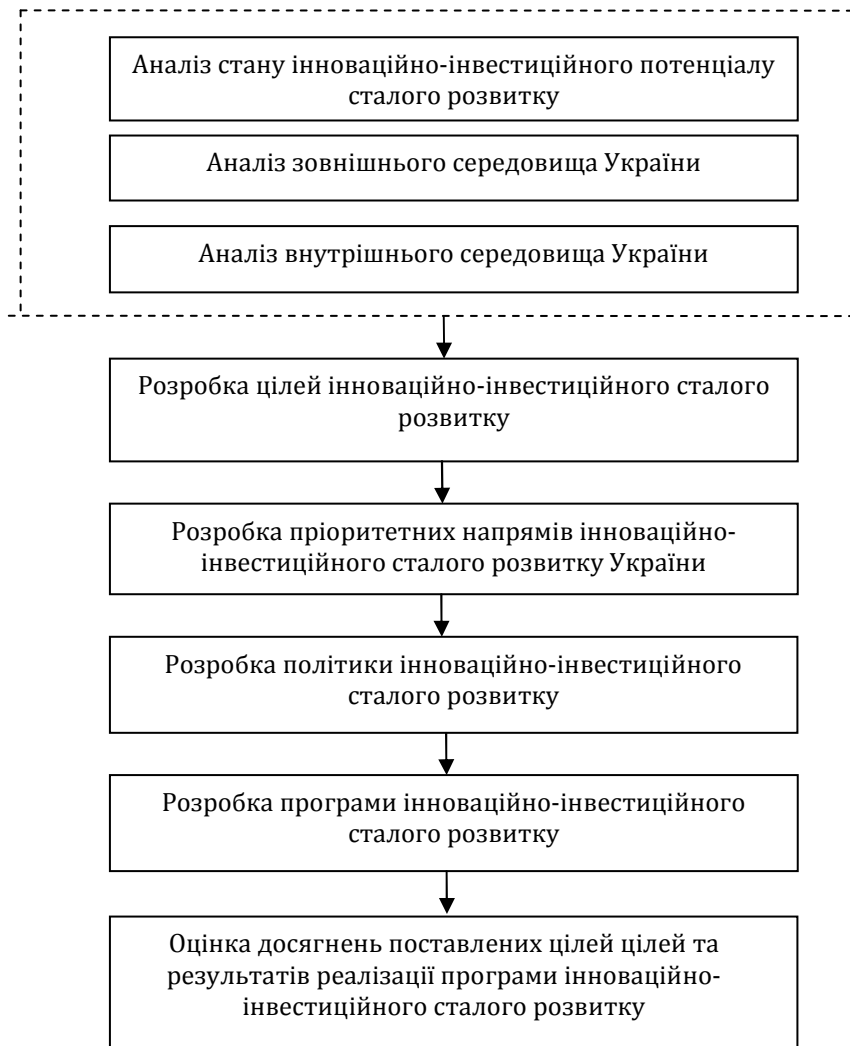 Аналіз стану інноваційно-інвестиційного потенціалу
сталого розвитку
Аналіз зовнішнього середовища України
Аналіз внутрішнього середовища України
Розробка цілей інноваційно-інвестиційного сталого
розвитку
Розробка пріоритетних напрямів інноваційно-
інвестиційного сталого розвитку України
Розробка політики інноваційно-інвестиційного
сталого розвитку
Розробка програми інноваційно-інвестиційного
сталого розвитку
Оцінка досягнень поставлених цілей цілей та
результатів реалізації програми інноваційно-
інвестиційного сталого розвитку